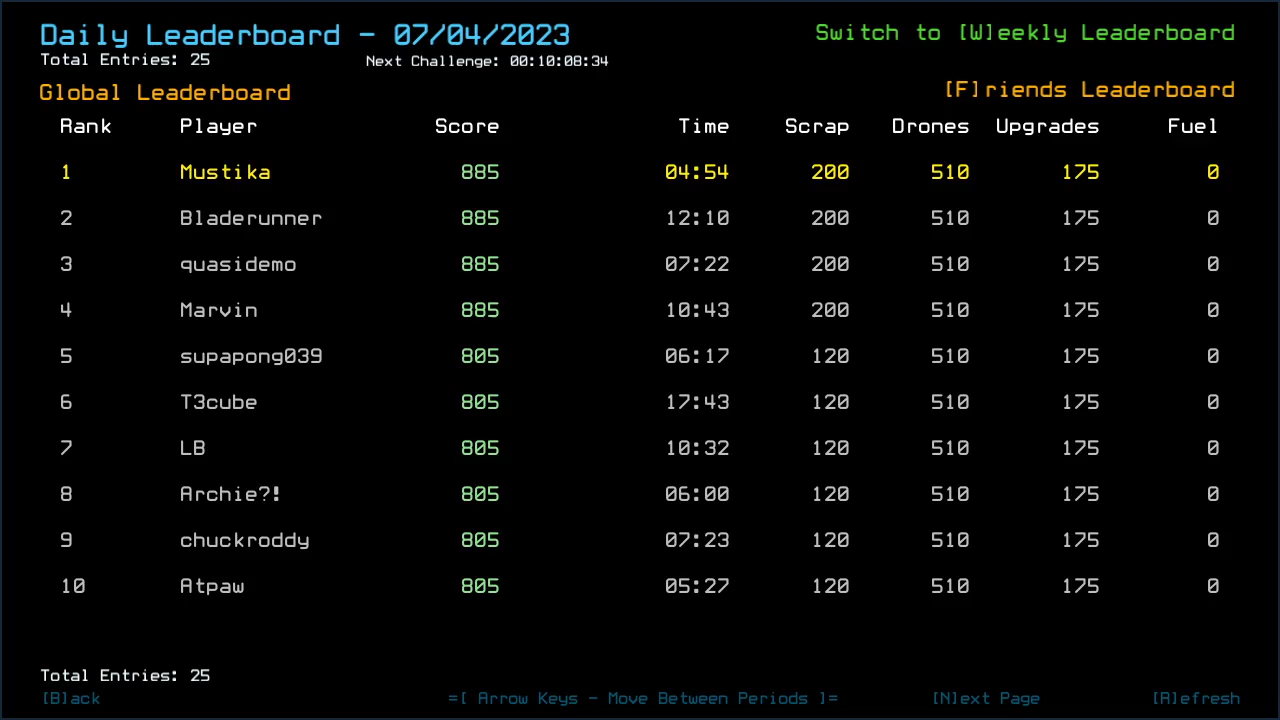 Daily Leaderboard - 07/04/2023 Switch to [W]eekly Leaderboard
Total Entries: 25 Next Challenge: 00:10:08:34
Global Leaderboard [F]riends Leaderboard
Rank Player Score Time Scrap Drones Upgrades Fuel
1 Mustika 885 04:54 200 510 175 0
2 Bladerunner 885 12:10 200 510 175 0
3 quasidemo 885 07:22 200 510 175 0
4 Marvin 885 10:43 200 510 175 0
5 supapong039 805 06:17 120 510 175 0
6 T3cube 805 17:43 120 510 175 0
7 LB 805 10:32 120 510 175 0
8 Archie?! 805 06:00 120 510 175 0
9 chuckroddy 805 07:23 120 510 175 0
10 Atpaw 805 05:27 120 510 175 0
Total Entries: 25
[B]ack =[ Arrow Keys - Move Between Periods ]= [N]ext Page [R]efresh